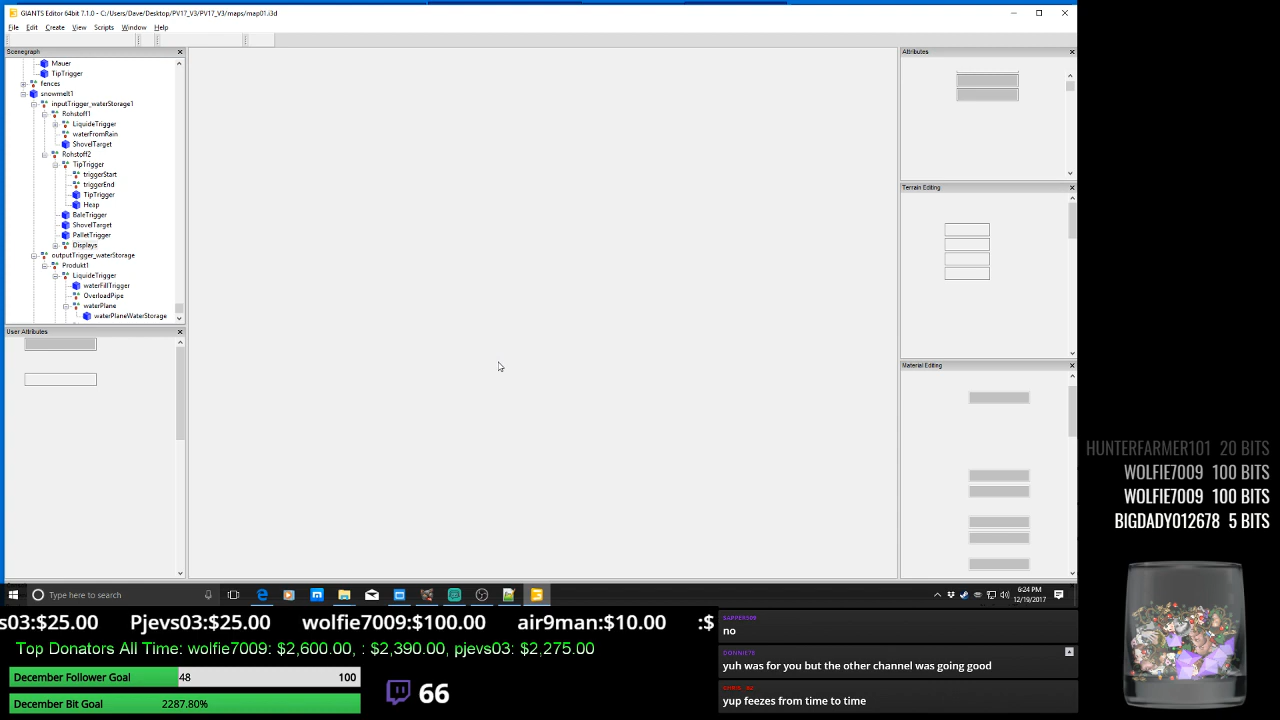 GIANTS Editor 64bit 7.1.0 - C:/Users/Dave/Desktop/PV17_V3/PV17_V3/maps/map01.i3d
File Edit Create View Scripts Window Help
Scenegraph
Mauer
TipTrigger
fences
snowmelt1
inputTrigger_waterStorage1
Rohstoff1
LiquideTrigger
waterFromRain
ShovelTarget
Rohstoff2
TipTrigger
triggerStart
triggerEnd
TipTrigger
Heap
BaleTrigger
ShovelTarget
PalletTrigger
Displays
outputTrigger_waterStorage
Produkt1
LiquideTrigger
waterFillTrigger
OverloadPipe
waterPlane
waterPlaneWaterStorage
User Attributes
Attributes
Terrain Editing
Material Editing
HUNTERFARMER101 20 BITS
WOLFIE7009 100 BITS
WOLFIE7009 100 BITS
BIGDADY012678 5 BITS
Type here to search
6:24 PM
12/19/2017
s03:$25.00 Pjevs03:$25.00 wolfie7009:$100.00 air9man:$10.00 :$
Top Donators All Time: wolfie7009: $2,600.00, : $2,390.00, pjevs03: $2,275.00
December Follower Goal 48 100
December Bit Goal 2287.80%
66
no
DONNIE78
yuh was for you but the other channel was going good
yup feezes from time to time